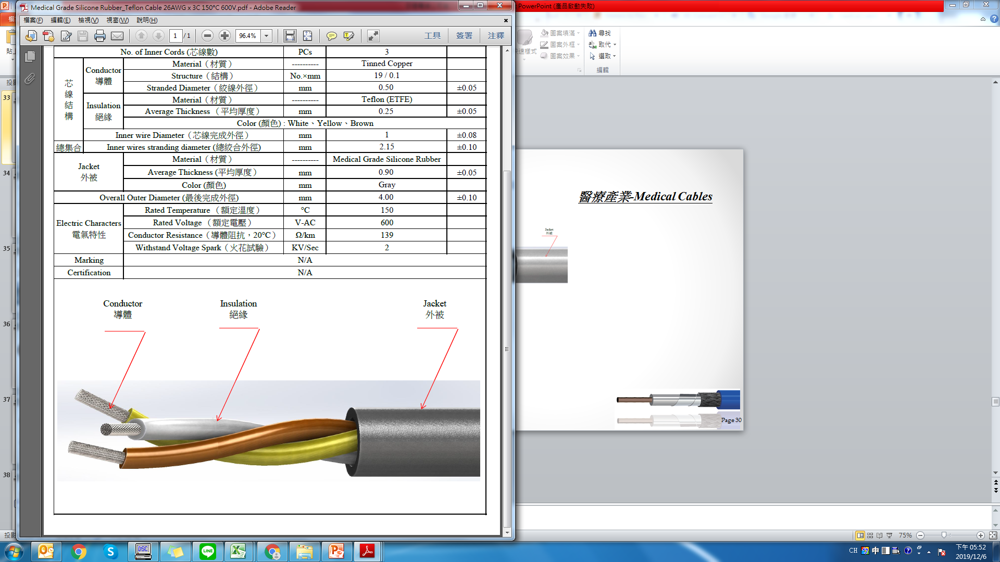 Medical Grade Silicone Rubber_Teflon Cable 26AWG x 3C 150°C 600V.pdf - Adobe Reader
PowerPoint (產品啟動失敗)
檔案(F) 編輯(E) 檢視(V) 視窗(W) 說明(H)
1 / 1 96.4% 工具 簽署 注釋
圖案填滿 尋找
圖案外框 取代
圖案效果 選取
編輯
No. of Inner Cords (芯線數) PCs 3
芯線結構
Conductor
導體
Material（材質） ---------- Tinned Copper
Structure（結構） No.×mm 19 / 0.1
Stranded Diameter（絞線外徑） mm 0.50 ±0.05
Insulation
絕緣
Material（材質） ---------- Teflon (ETFE)
Average Thickness （平均厚度） mm 0.25 ±0.05
Color (顏色) : White、Yellow、Brown
Inner wire Diameter（芯線完成外徑） mm 1 ±0.08
總集合 Inner wires stranding diameter (總絞合外徑) mm 2.15 ±0.10
Jacket
外被
Material（材質） ---------- Medical Grade Silicone Rubber
Average Thickness (平均厚度） mm 0.90 ±0.05
Color (顏色) mm Gray
Overall Outer Diameter (最後完成外徑) mm 4.00 ±0.10
Electric Characters
電氣特性
Rated Temperature （額定溫度） °C 150
Rated Voltage （額定電壓） V-AC 600
Conductor Resistance（導體阻抗，20°C） Ω/km 139
Withstand Voltage Spark（火花試驗） KV/Sec 2
Marking N/A
Certification N/A
Conductor
導體
Insulation
絕緣
Jacket
外被
33
34
35
36
37
38
醫療產業-Medical Cables
Jacket
外被
Page 30
75%
DSC
LINE
CH 中
下午 05:52
2019/12/6